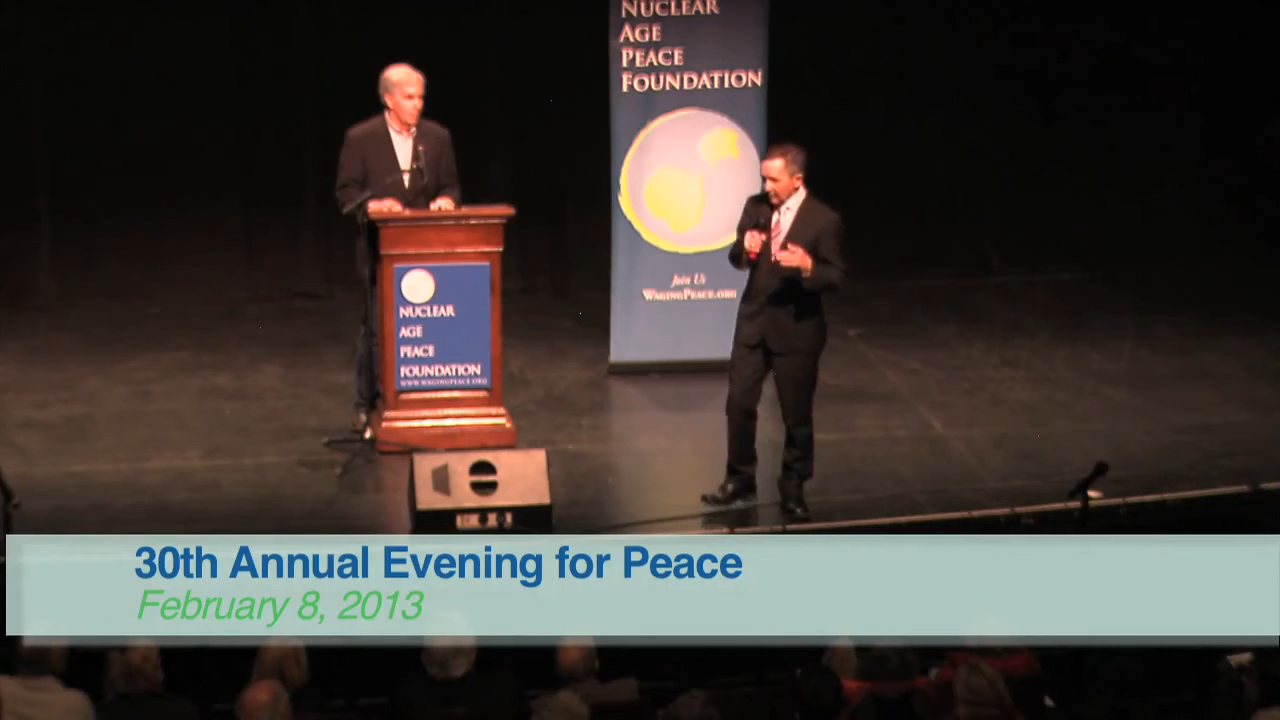 NUCLEAR
AGE
PEACE
FOUNDATION
Join Us
WAGINGPEACE.ORG
NUCLEAR
AGE
PEACE
FOUNDATION
WWW.WAGINGPEACE.ORG
30th Annual Evening for Peace
February 8, 2013